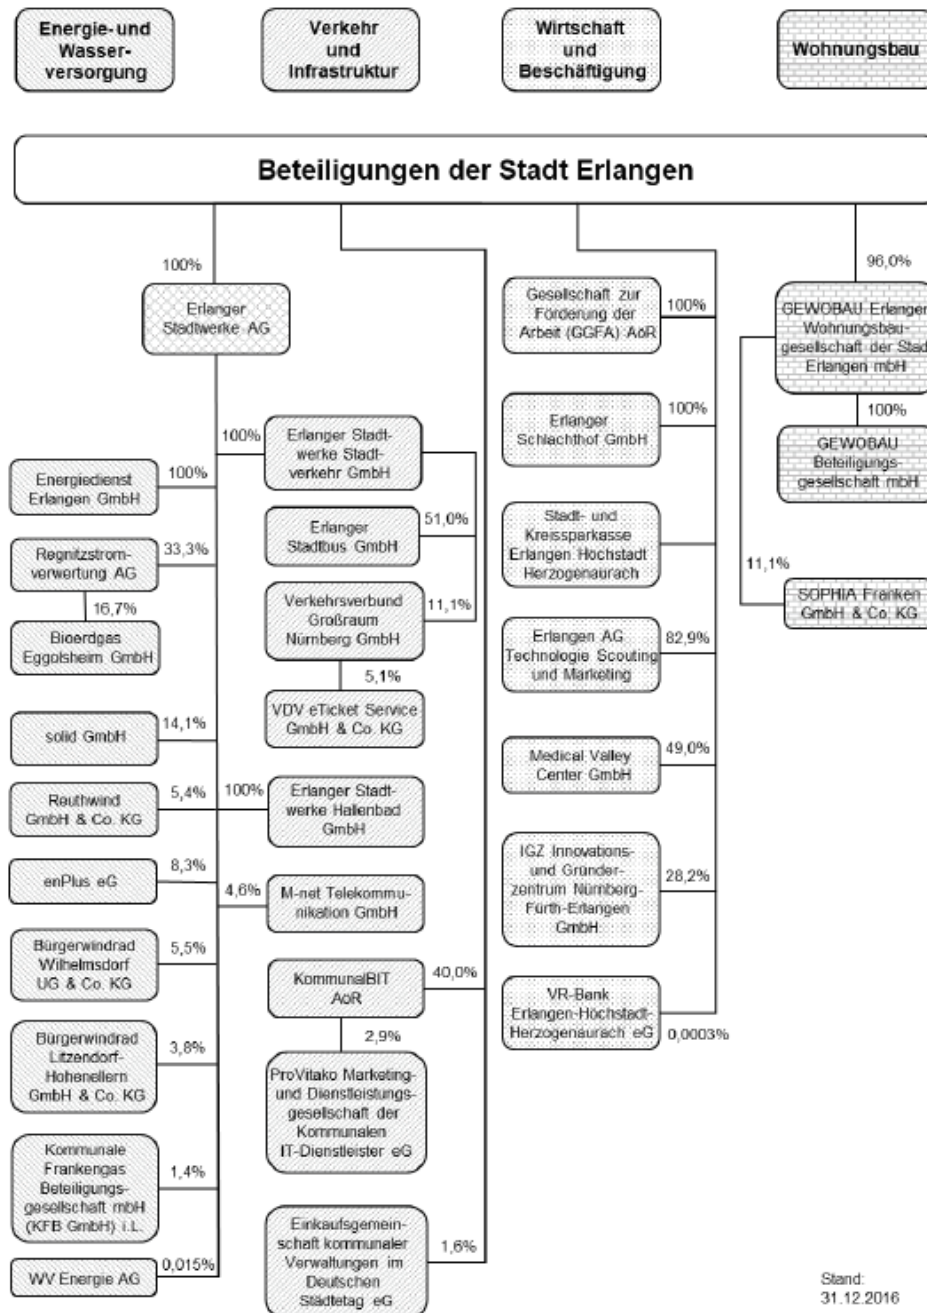 Energie- und
Wasser-
versorgung
Verkehr
und
Infrastruktur
Wirtschaft
und
Beschäftigung
Wohnungsbau
Beteiligungen der Stadt Erlangen
100%
Erlanger
Stadtwerke AG
100%
Energiedienst
Erlangen GmbH
100%
Regnitzstrom-
verwertung AG
33,3%
16,7%
Bioerdgas
Eggolsheim GmbH
solid GmbH
14,1%
Reuthwind
GmbH & Co. KG
5,4%
100%
enPlus eG
8,3%
4,6%
Bürgerwindrad
Wilhelmsdorf
UG & Co. KG
5,5%
Bürgerwindrad
Litzendorf-
Hohenellern
GmbH & Co. KG
3,8%
Kommunale
Frankengas
Beteiligungs-
gesellschaft mbH
(KFB GmbH) i.L.
1,4%
WV Energie AG
0,015%
Erlanger Stadt-
werke Stadt-
verkehr GmbH
Erlanger
Stadtbus GmbH
51,0%
Verkehrsverbund
Großraum
Nürnberg GmbH
11,1%
5,1%
VDV eTicket Service
GmbH & Co. KG
Erlanger Stadt-
werke Hallenbad
GmbH
M-net Telekommu-
nikation GmbH
KommunalBIT
AöR
40,0%
2,9%
ProVitako Marketing-
und Dienstleistungs-
gesellschaft der
Kommunalen
IT-Dienstleister eG
Einkaufsgemein-
schaft kommunaler
Verwaltungen im
Deutschen
Städtetag eG
1,6%
Gesellschaft zur
Förderung der
Arbeit (GGFA) AöR
100%
Erlanger
Schlachthof GmbH
100%
Stadt- und
Kreissparkasse
Erlangen Höchstadt
Herzogenaurach
Erlangen AG
Technologie Scouting
und Marketing
82,9%
Medical Valley
Center GmbH
49,0%
IGZ Innovations-
und Gründer-
zentrum Nürnberg-
Fürth-Erlangen
GmbH
28,2%
VR-Bank
Erlangen-Höchstadt-
Herzogenaurach eG
0,0003%
96,0%
GEWOBAU Erlangen
Wohnungsbau-
gesellschaft der Stadt
Erlangen mbH
100%
GEWOBAU
Beteiligungs-
gesellschaft mbH
11,1%
SOPHIA Franken
GmbH & Co. KG
Stand:
31.12.2016